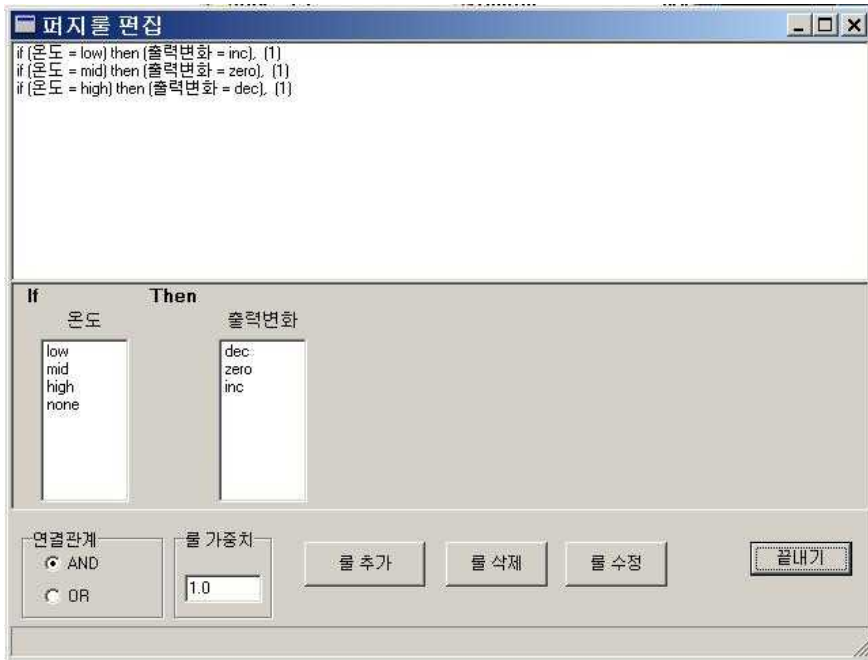 퍼지룰 편집
if (온도 = low) then (출력변화 = inc), (1)
if (온도 = mid) then (출력변화 = zero), (1)
if (온도 = high) then (출력변화 = dec), (1)
If Then
온도 출력변화
low dec
mid zero
high inc
none
연결관계 룰 가중치
AND 룰 추가 룰 삭제 룰 수정 끝내기
OR 1.0